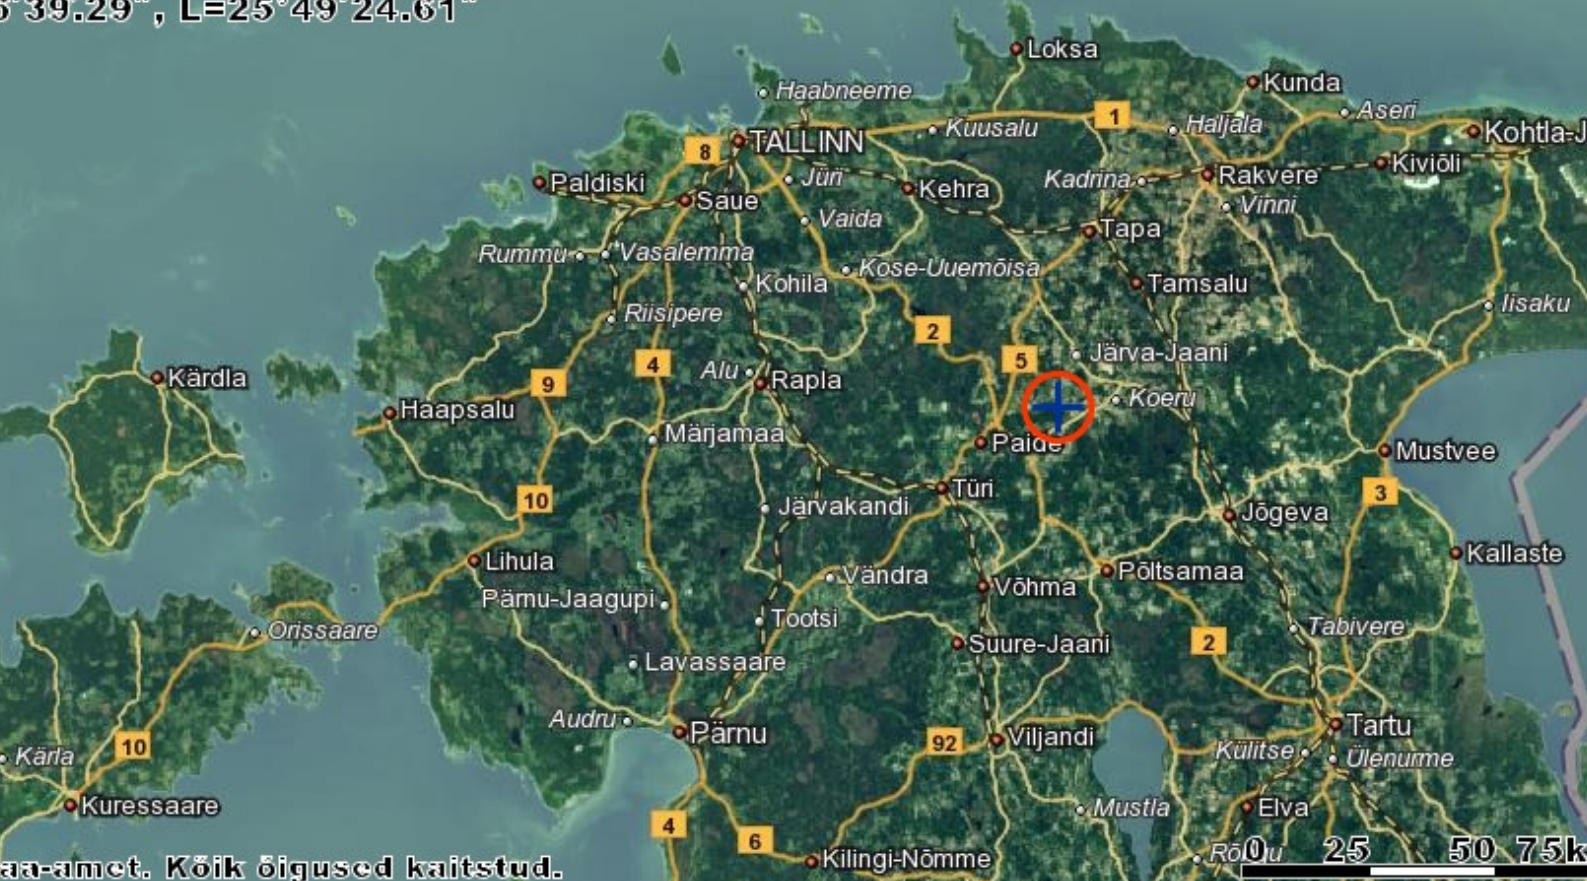 6°39.29", L=25°49'24.61"
Loksa
Kunda
Haabneeme
Aseri
1
Kuusalu
Haljala
Kohtla-J
TALLINN
8
Kiviõli
Jüri
Kadrina
Rakvere
Paldiski
Kehra
Saue
Vinni
Vaida
Tapa
Rummu
Vasalemma
Kose-Uuemõisa
Kohila
Tamsalu
Iisaku
Riisipere
2
Järva-Jaani
4
5
Alu
Rapla
Kärdla
9
Koeru
Haapsalu
Märjamaa
Paide
Mustvee
Türi
3
10
Järvakandi
Jõgeva
Kallaste
Lihula
Vändra
Põltsamaa
Võhma
Pärnu-Jaagupi
Tootsi
Orissaare
Tabivere
Suure-Jaani
2
Lavassaare
Audru
Pärnu
Tartu
10
92
Viljandi
Kärla
Külitse
Ülenurme
Kuressaare
Mustla
Elva
4
6
0 25 50 75k
Kilingi-Nõmme
aa-amet. Kõik õigused kaitstud.